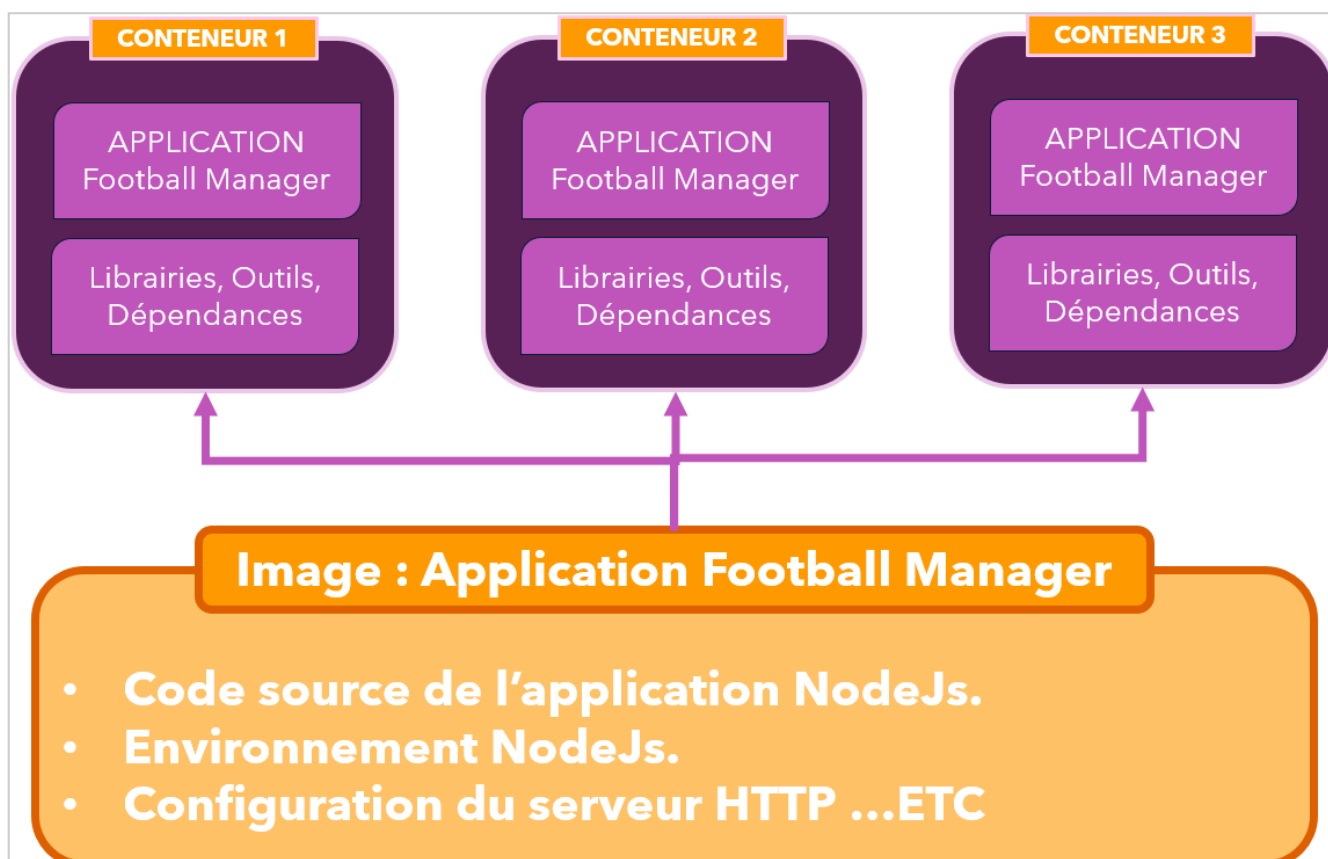 CONTENEUR 1
APPLICATION
Football Manager
Librairies, Outils,
Dépendances
CONTENEUR 2
APPLICATION
Football Manager
Librairies, Outils,
Dépendances
CONTENEUR 3
APPLICATION
Football Manager
Librairies, Outils,
Dépendances
Image : Application Football Manager
• Code source de l’application NodeJs.
• Environnement NodeJs.
• Configuration du serveur HTTP ...ETC